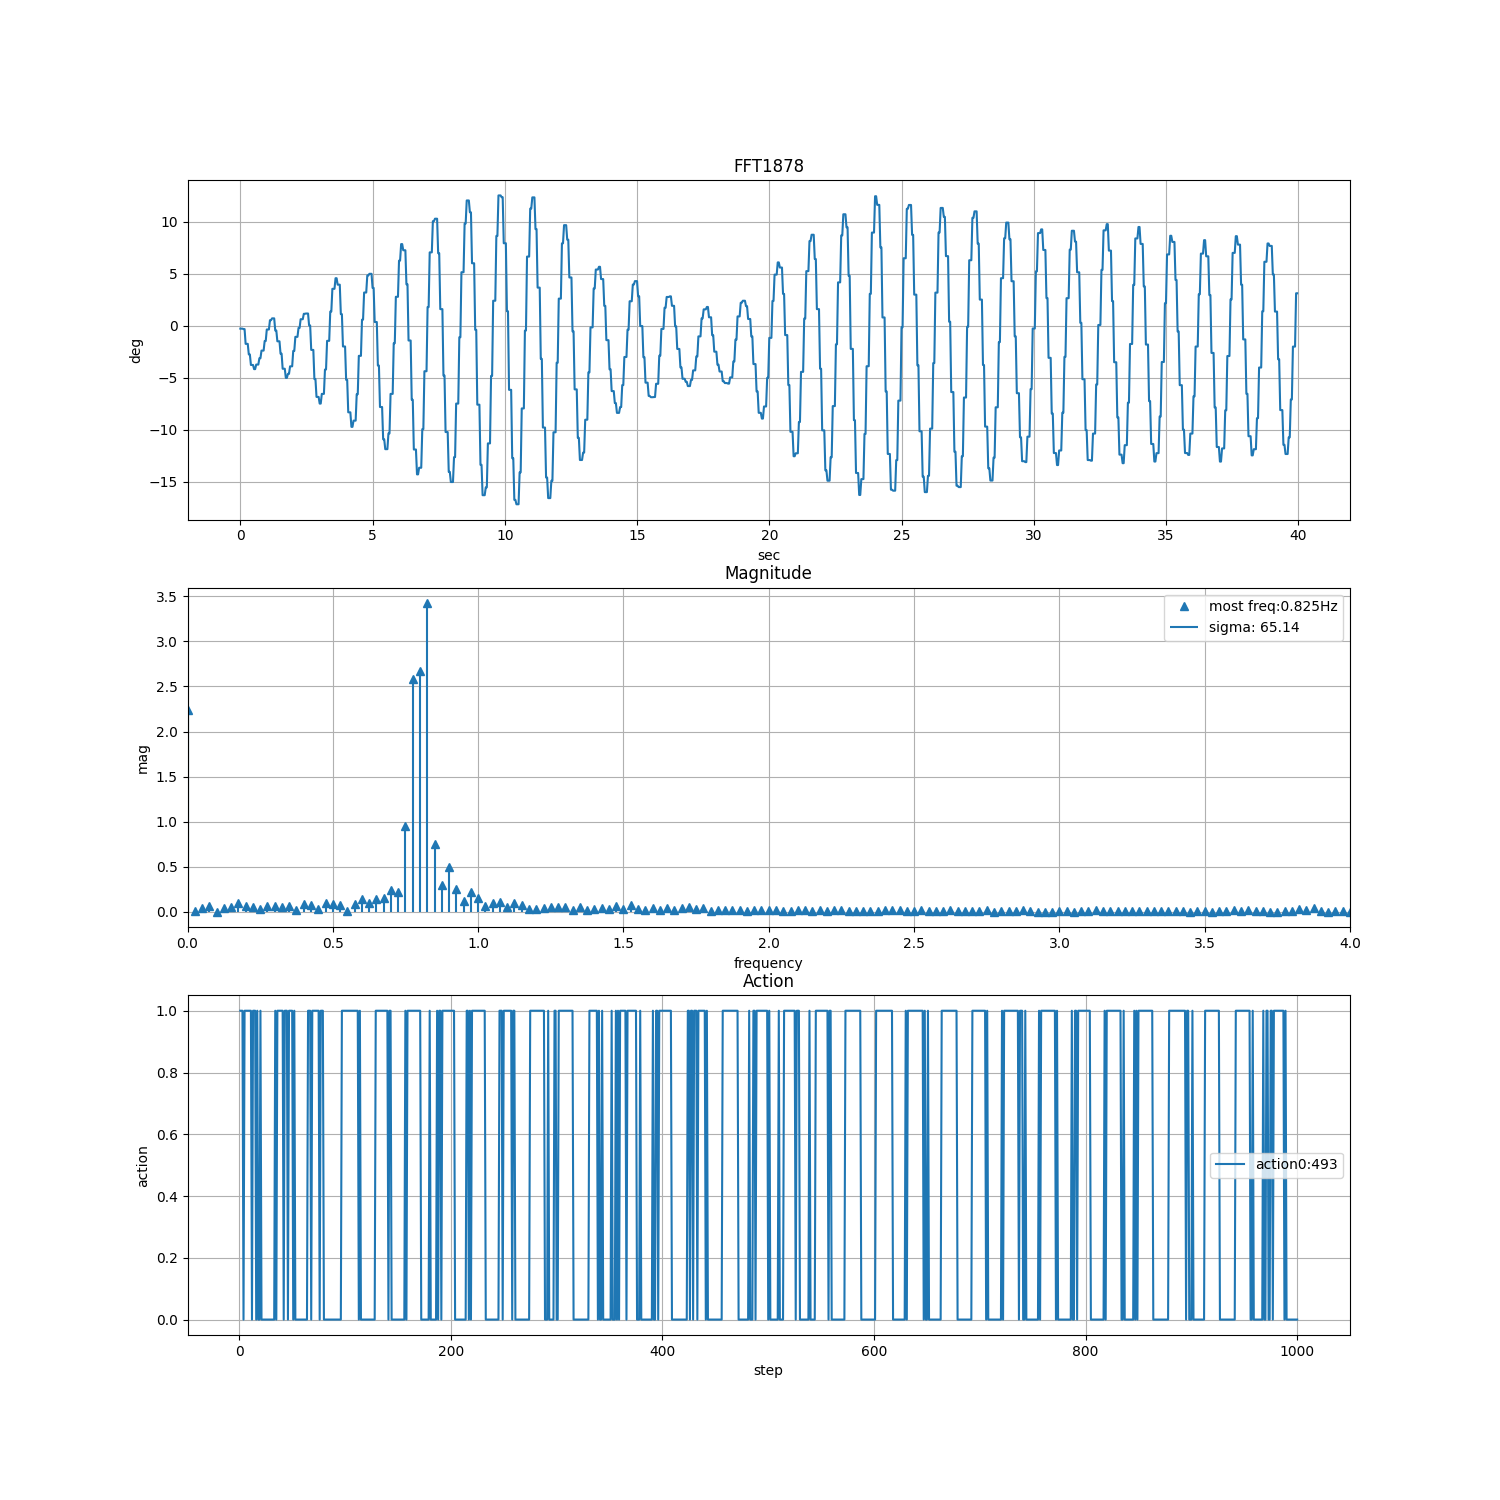 FFT1878
deg
10
5
0
−5
−10
−15
0 5 10 15 20 25 30 35 40
sec
Magnitude
mag
3.5
3.0
2.5
2.0
1.5
1.0
0.5
0.0
most freq:0.825Hz
sigma: 65.14
0.0 0.5 1.0 1.5 2.0 2.5 3.0 3.5 4.0
frequency
Action
action
1.0
0.8
0.6
0.4
0.2
0.0
action0:493
0 200 400 600 800 1000
step